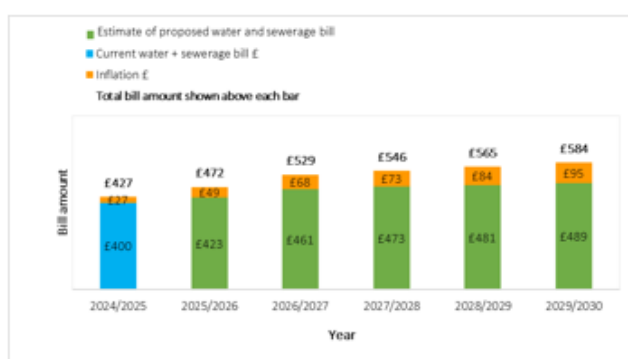 Estimate of proposed water and sewerage bill
Current water + sewerage bill £
Inflation £
Total bill amount shown above each bar
Bill amount
£427 £472 £529 £546 £565 £584
£27 £49 £68 £73 £84 £95
£400 £423 £461 £473 £481 £489
2024/2025 2025/2026 2026/2027 2027/2028 2028/2029 2029/2030
Year